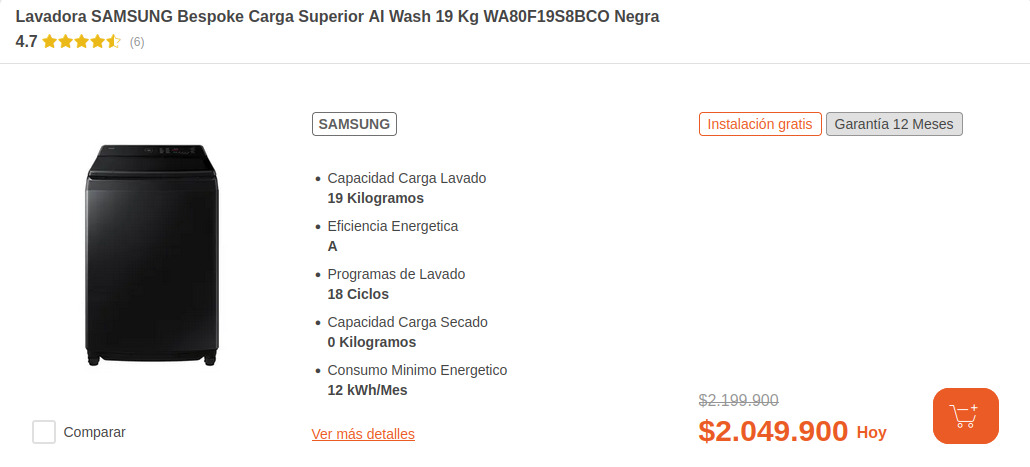 Lavadora SAMSUNG Bespoke Carga Superior AI Wash 19 Kg WA80F19S8BCO Negra
4.7 (6)
SAMSUNG
Instalación gratis
Garantía 12 Meses
Capacidad Carga Lavado
19 Kilogramos
Eficiencia Energetica
A
Programas de Lavado
18 Ciclos
Capacidad Carga Secado
0 Kilogramos
Consumo Minimo Energetico
12 kWh/Mes
Ver más detalles
Comparar
$2.199.900
$2.049.900 Hoy